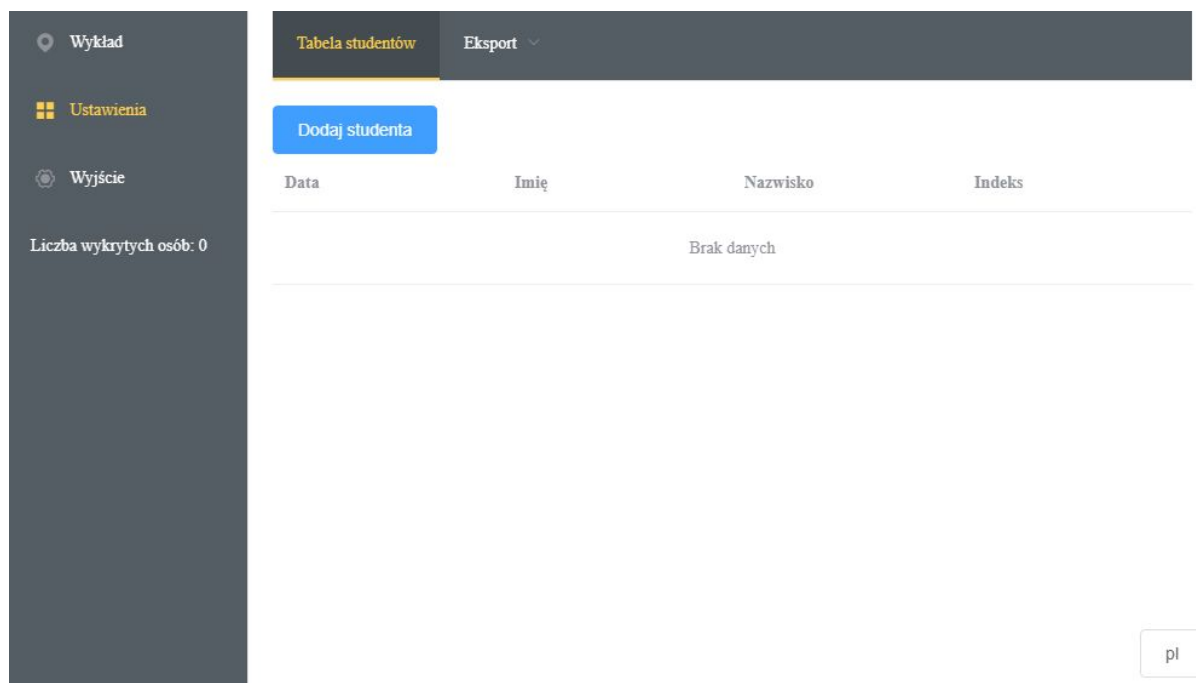 Wykład
Ustawienia
Wyjście
Liczba wykrytych osób: 0
Tabela studentów Eksport
Dodaj studenta
Data Imię Nazwisko Indeks
Brak danych
pl